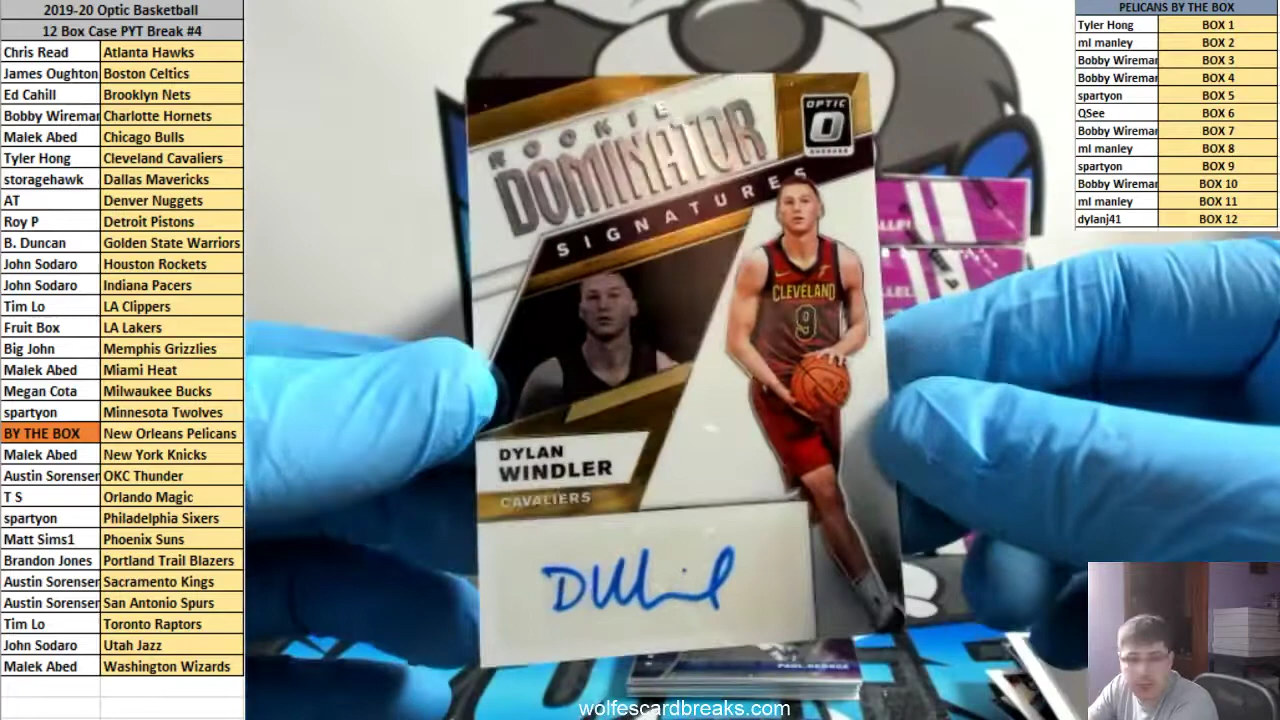 2019-20 Optic Basketball
12 Box Case PYT Break #4
Chris Read Atlanta Hawks
James Oughton Boston Celtics
Ed Cahill Brooklyn Nets
Bobby Wireman Charlotte Hornets
Malek Abed Chicago Bulls
Tyler Hong Cleveland Cavaliers
storagehawk Dallas Mavericks
AT Denver Nuggets
Roy P Detroit Pistons
B. Duncan Golden State Warriors
John Sodaro Houston Rockets
John Sodaro Indiana Pacers
Tim Lo LA Clippers
Fruit Box LA Lakers
Big John Memphis Grizzlies
Malek Abed Miami Heat
Megan Cota Milwaukee Bucks
spartyon Minnesota Twolves
BY THE BOX New Orleans Pelicans
Malek Abed New York Knicks
Austin Sorensen OKC Thunder
T S Orlando Magic
spartyon Philadelphia Sixers
Matt Sims1 Phoenix Suns
Brandon Jones Portland Trail Blazers
Austin Sorensen Sacramento Kings
Austin Sorensen San Antonio Spurs
Tim Lo Toronto Raptors
John Sodaro Utah Jazz
Malek Abed Washington Wizards
ROOKIE
DOMINATOR
SIGNATURES
OPTIC
CLEVELAND
9
DYLAN
WINDLER
CAVALIERS
PAUL GEORGE
wolfescardbreaks.com
PELICANS BY THE BOX
Tyler Hong BOX 1
ml manley BOX 2
Bobby Wireman BOX 3
Bobby Wireman BOX 4
spartyon BOX 5
QSee BOX 6
Bobby Wireman BOX 7
ml manley BOX 8
spartyon BOX 9
Bobby Wireman BOX 10
ml manley BOX 11
dylanj41 BOX 12